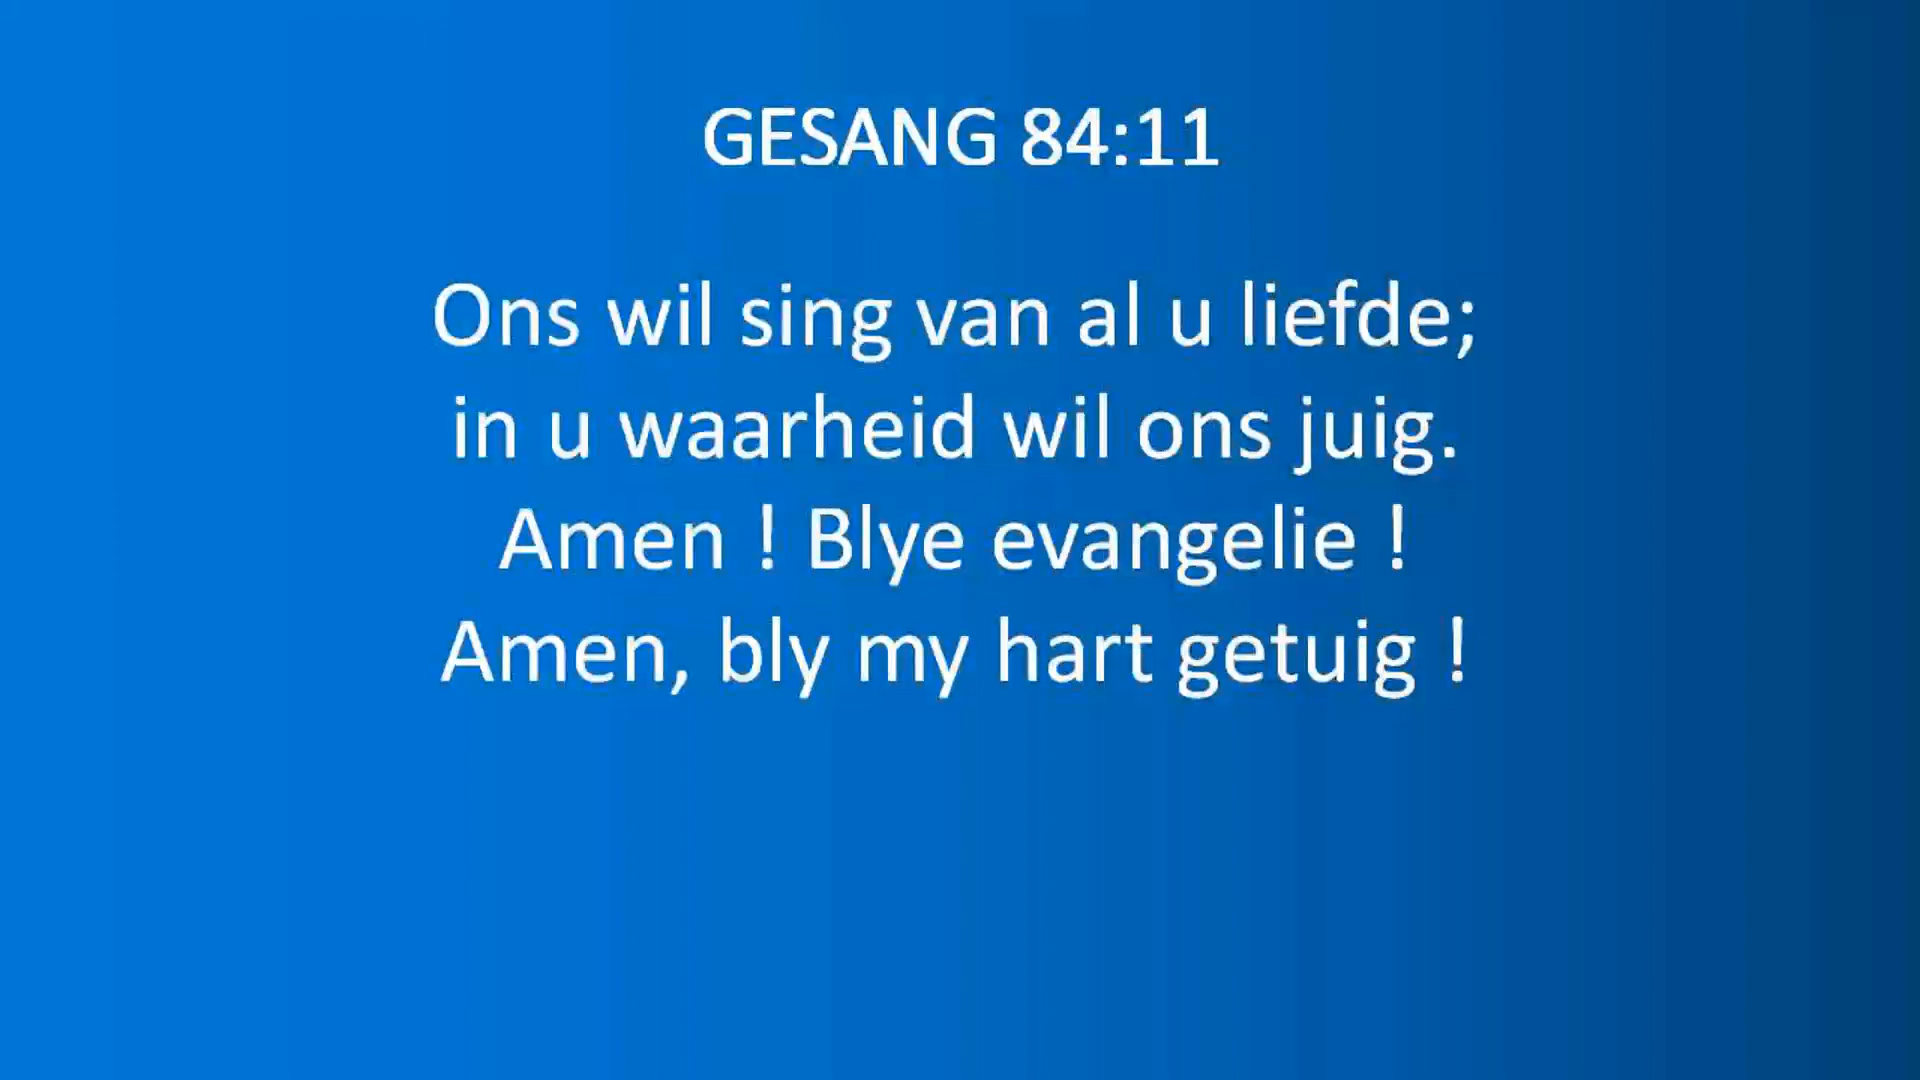 GESANG 84:11
Ons wil sing van al u liefde;
in u waarheid wil ons juig.
Amen ! Blye evangelie !
Amen, bly my hart getuig !